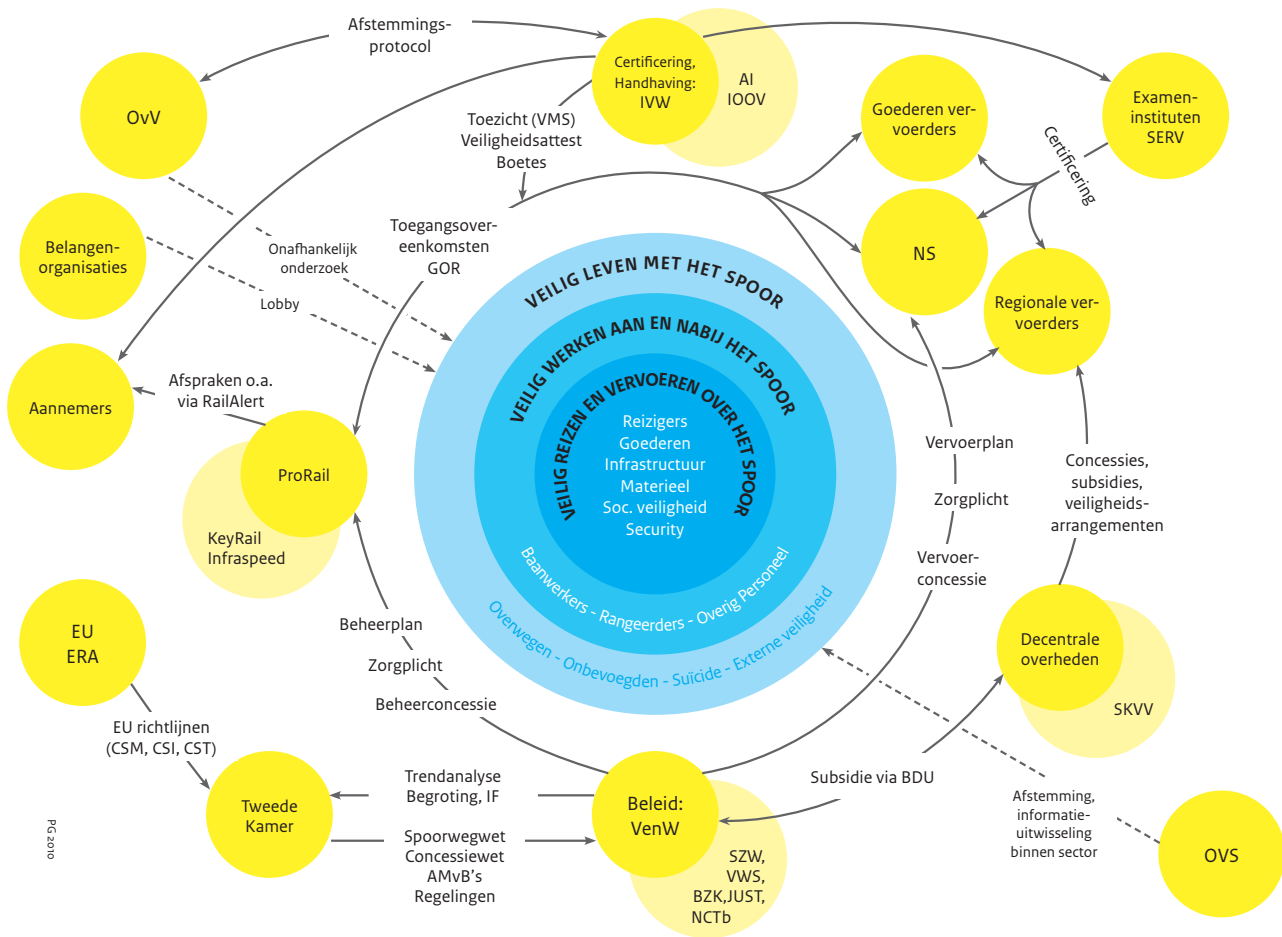 Afstemmings-
protocol
OvV
Certificering,
Handhaving:
IVW
AI
IOOV
Goederen ver-
voerders
Examen-
instituten
SERV
Certificering
Toezicht (VMS)
Veiligheidsattest
Boetes
Belangen-
organisaties
Onafhankelijk
onderzoek
Lobby
Toegangsover-
eenkomsten
GOR
NS
Regionale ver-
voerders
VEILIG LEVEN MET HET SPOOR
VEILIG WERKEN AAN EN NABIJ HET SPOOR
VEILIG REIZEN EN VERVOEREN OVER HET SPOOR
Reizigers
Goederen
Infrastructuur
Materieel
Soc. veiligheid
Security
Baanwerkers - Rangeerders - Overig Personeel
Overwegen - Onbevoegden - Suïcide - Externe veiligheid
Aannemers
Afspraken o.a.
via RailAlert
ProRail
KeyRail
Infraspeed
Vervoerplan
Zorgplicht
Vervoer-
concessie
Concessies,
subsidies,
veiligheids-
arrangementen
EU
ERA
Beheerplan
Zorgplicht
Beheerconcessie
Decentrale
overheden
SKVV
EU richtlijnen
(CSM, CSI, CST)
Tweede
Kamer
Trendanalyse
Begroting, IF
Spoorwegwet
Concessiewet
AMvB's
Regelingen
Beleid:
VenW
SZW,
VWS,
BZK,JUST,
NCTb
Subsidie via BDU
Afstemming,
informatie-
uitwisseling
binnen sector
OVS
PG 2010